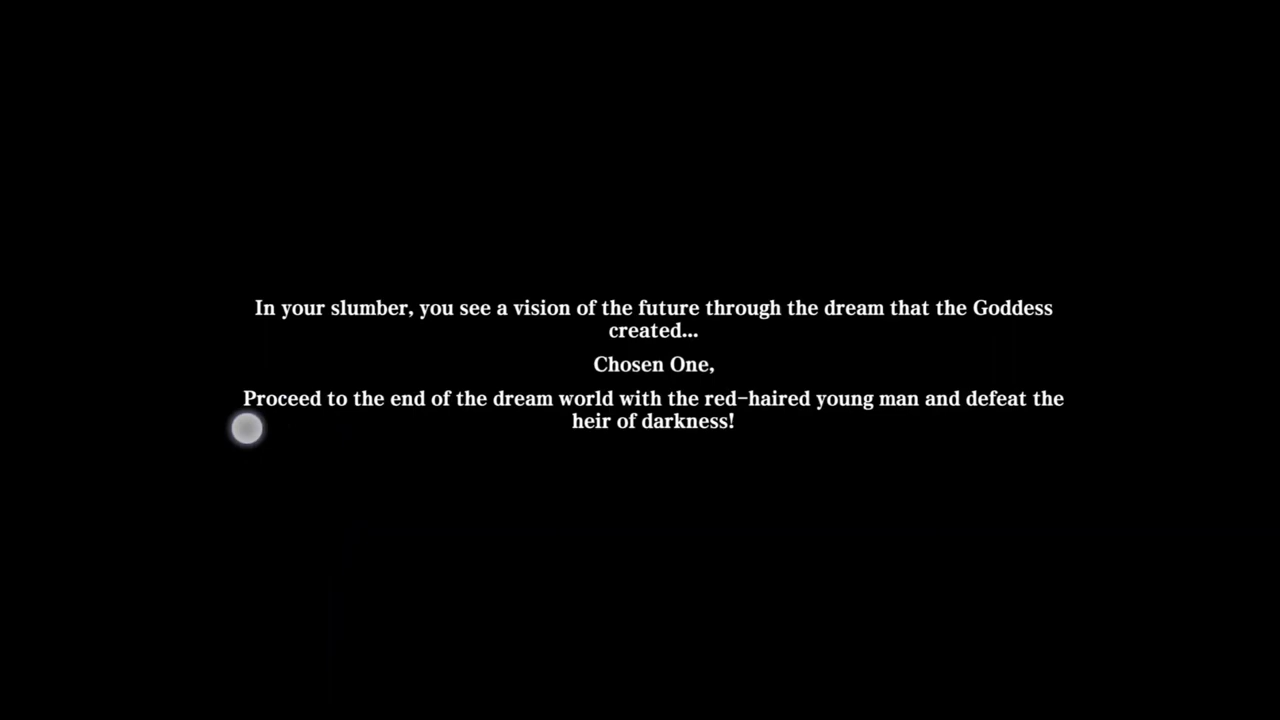 In your slumber, you see a vision of the future through the dream that the Goddess
created...
Chosen One,
Proceed to the end of the dream world with the red-haired young man and defeat the
heir of darkness!